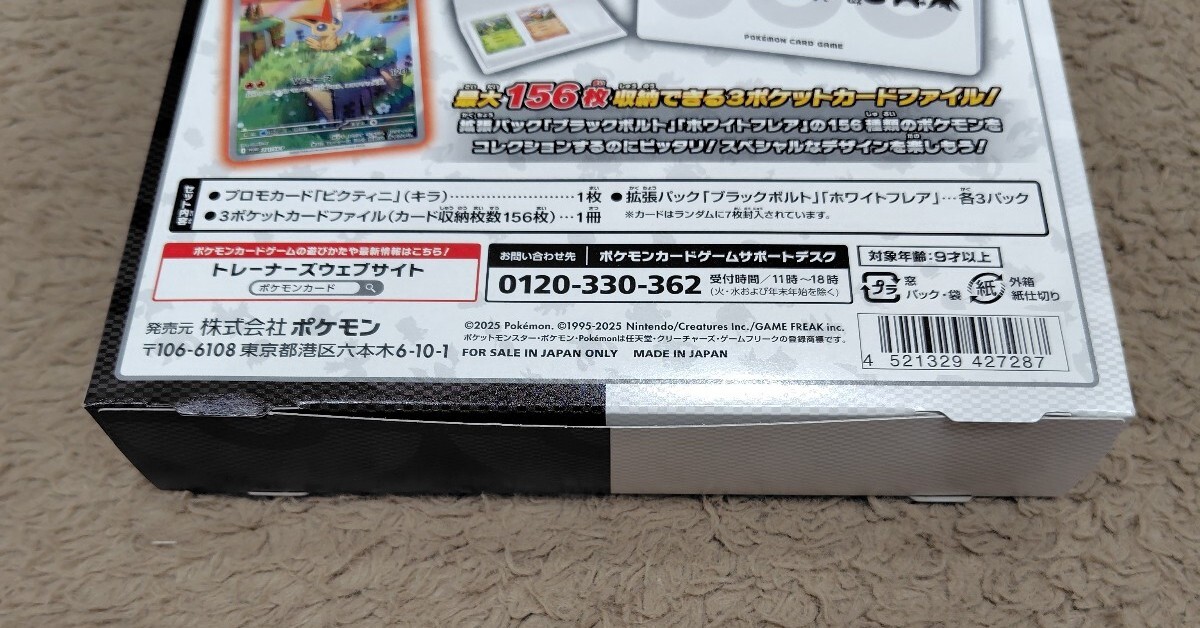 POKÉMON CARD GAME
最大156枚収納できる3ポケットカードファイル!
拡張パック「ブラックボルト」「ホワイトフレア」の156種類のポケモンを
コレクションするのにピッタリ! スペシャルなデザインを楽しもう!
セット内容
●プロモカード「ビクティニ」(キラ)…………………1枚
●3ポケットカードファイル(カード収納枚数156枚)…1冊
●拡張パック「ブラックボルト」「ホワイトフレア」…各3パック
※カードはランダムに7枚封入されています。
ポケモンカードゲームの遊びかたや最新情報はこちら!
トレーナーズウェブサイト
ポケモンカード
お問い合わせ先 ポケモンカードゲームサポートデスク
0120-330-362 受付時間/11時~18時
(火・水および年末年始を除く)
対象年齢:9才以上
プラ 窓 パック・袋
紙 外箱 紙仕切り
発売元 株式会社 ポケモン
〒106-6108 東京都港区六本木6-10-1
©2025 Pokémon. ©1995-2025 Nintendo/Creatures Inc./GAME FREAK inc.
ポケットモンスター・ポケモン・Pokémonは任天堂・クリーチャーズ・ゲームフリークの登録商標です。
FOR SALE IN JAPAN ONLY MADE IN JAPAN
4 521329 427287